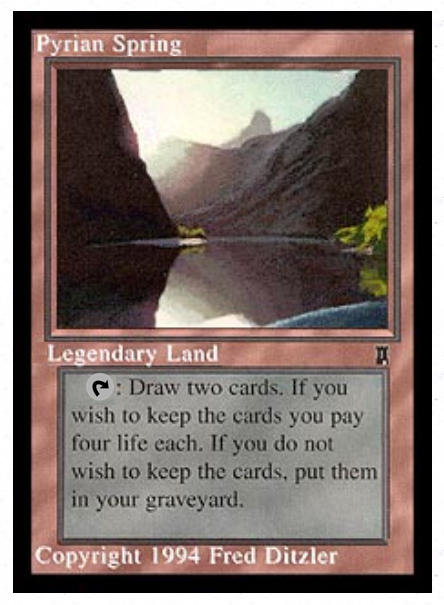 Pyrian Spring
Legendary Land
: Draw two cards. If you
wish to keep the cards you pay
four life each. If you do not
wish to keep the cards, put them
in your graveyard.
Copyright 1994 Fred Ditzler